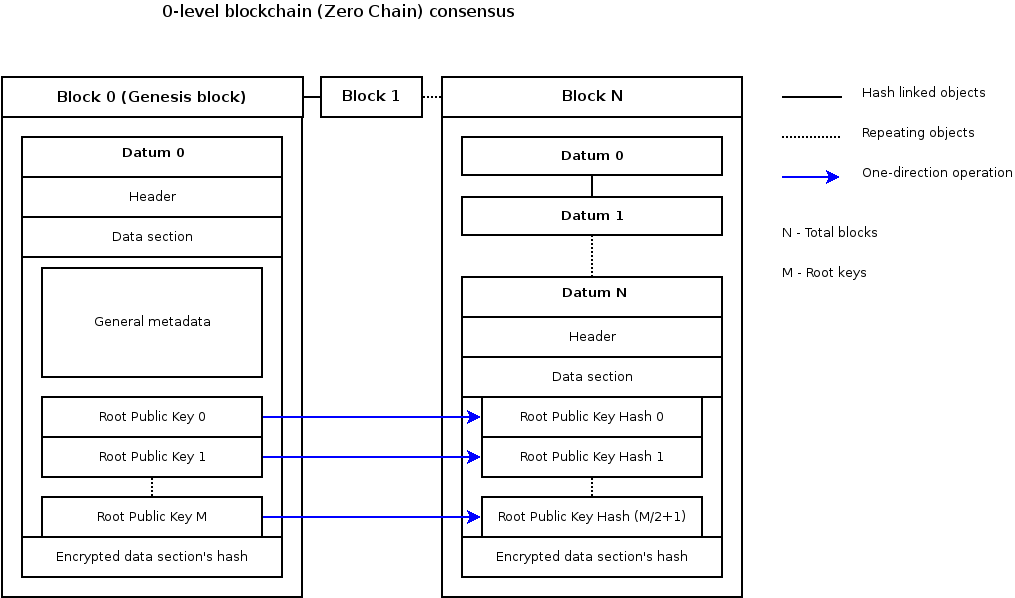 0-level blockchain (Zero Chain) consensus
Block 0 (Genesis block)
Block 1
Block N
Datum 0
Header
Data section
General metadada
Root Public Key 0
Root Public Key 1
Root Public Key M
Encrypted data section's hash
Datum 0
Datum 1
Datum N
Header
Data section
Root Public Key Hash 0
Root Public Key Hash 1
Root Public Key Hash (M/2+1)
Encrypted data section's hash
Hash linked objects
Repeating objects
One-direction operation
N - Total blocks
M - Root keys